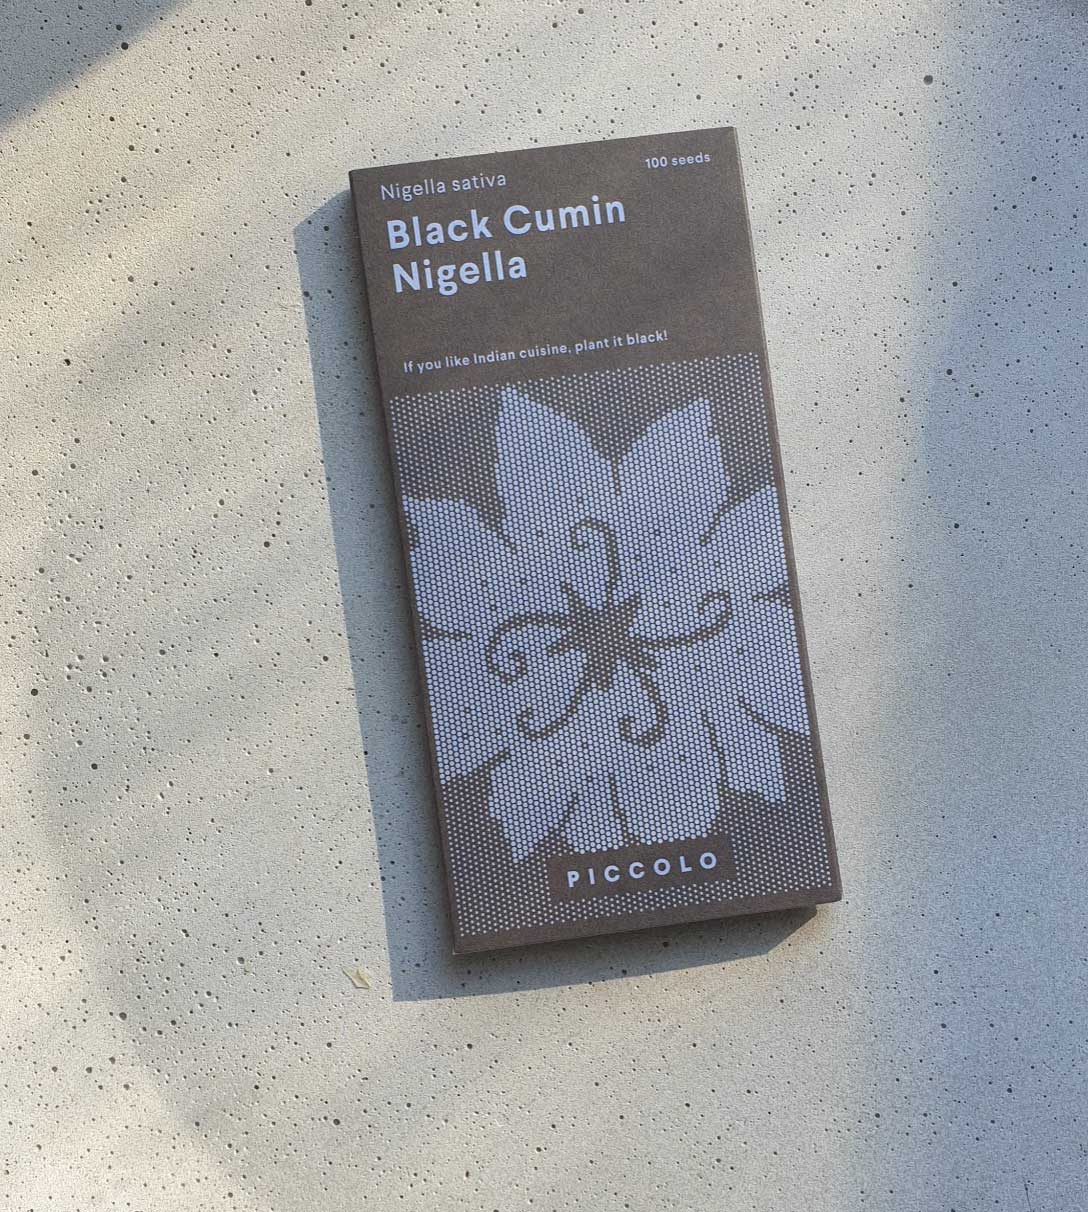 Nigella sativa
100 seeds
Black Cumin
Nigella
If you like Indian cuisine, plant it black!
PICCOLO